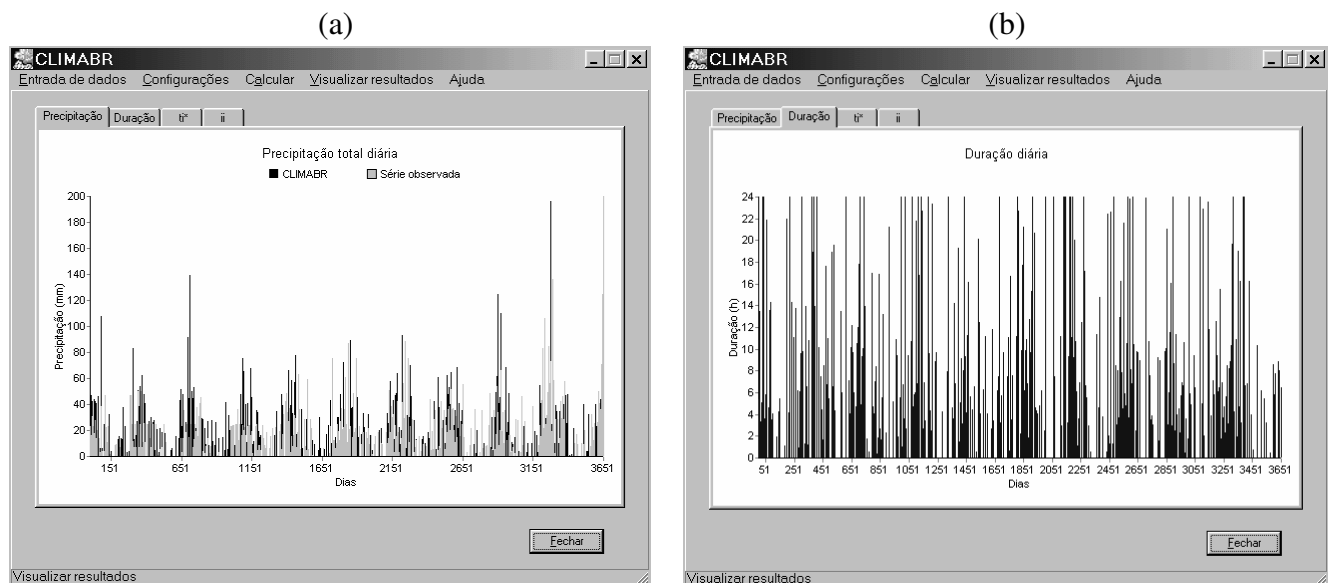 (a)
CLIMABR
Entrada de dados Configurações Calcular Visualizar resultados Ajuda
Precipitação Duração ti* ii
Precipitação total diária
CLIMABR Série observada
Precipitação (mm)
200
180
160
140
120
100
80
60
40
20
0
151 651 1151 1651 2151 2651 3151 3651
Dias
Fechar
Visualizar resultados
(b)
CLIMABR
Entrada de dados Configurações Calcular Visualizar resultados Ajuda
Precipitação Duração ti* ii
Duração diária
Duração (h)
24
22
20
18
16
14
12
10
8
6
4
2
0
51 251 451 651 851 1051 1251 1451 1651 1851 2051 2251 2451 2651 2851 3051 3251 3451 3651
Dias
Fechar
Visualizar resultados